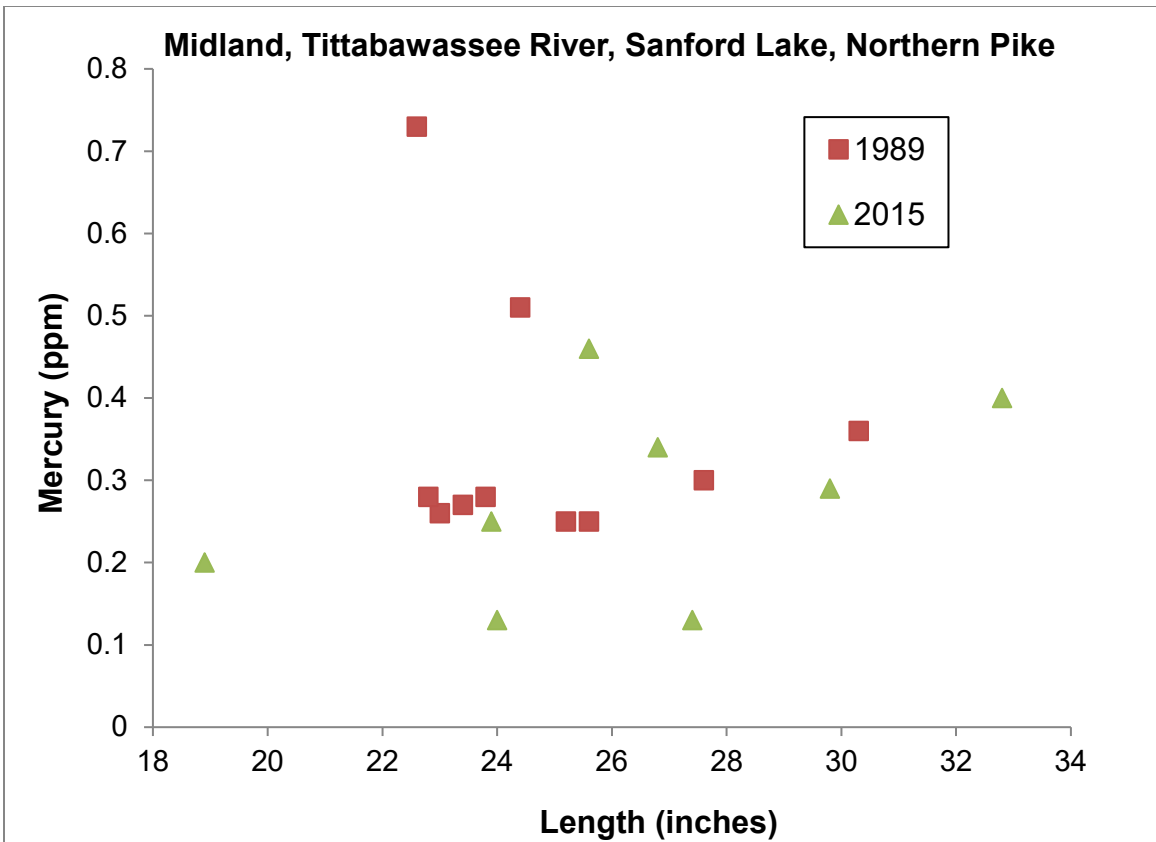 Midland, Tittabawassee River, Sanford Lake, Northern Pike
0.8
0.7
0.6
0.5
0.4
0.3
0.2
0.1
0
Mercury (ppm)
1989
2015
18 20 22 24 26 28 30 32 34
Length (inches)